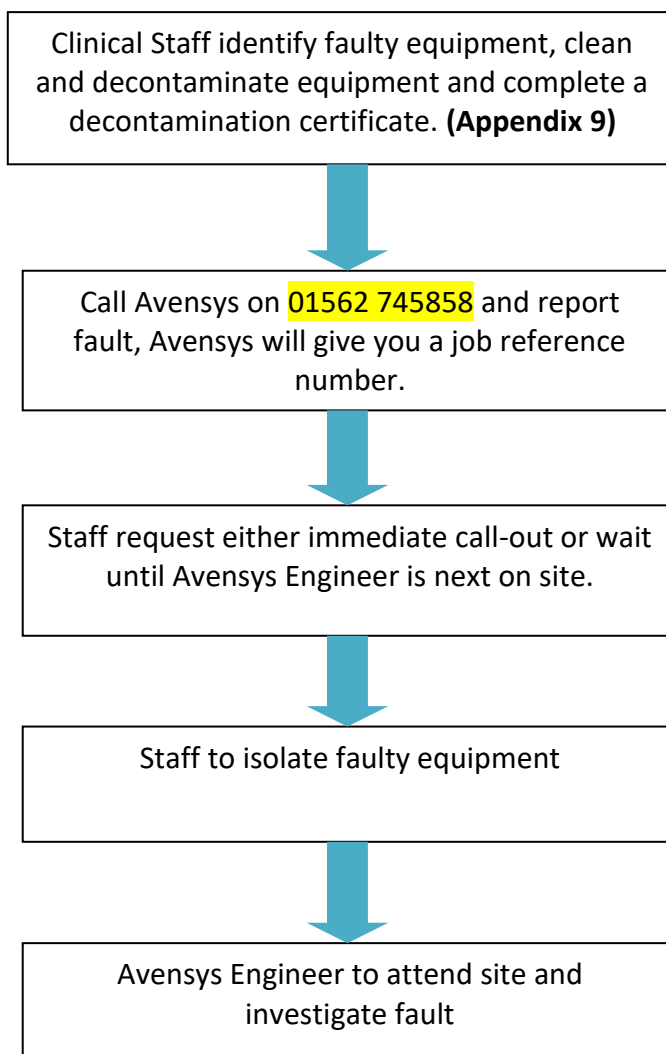 Clinical Staff identify faulty equipment, clean
and decontaminate equipment and complete a
decontamination certificate. (Appendix 9)
Call Avensys on 01562 745858 and report
fault, Avensys will give you a job reference
number.
Staff request either immediate call-out or wait
until Avensys Engineer is next on site.
Staff to isolate faulty equipment
Avensys Engineer to attend site and
investigate fault